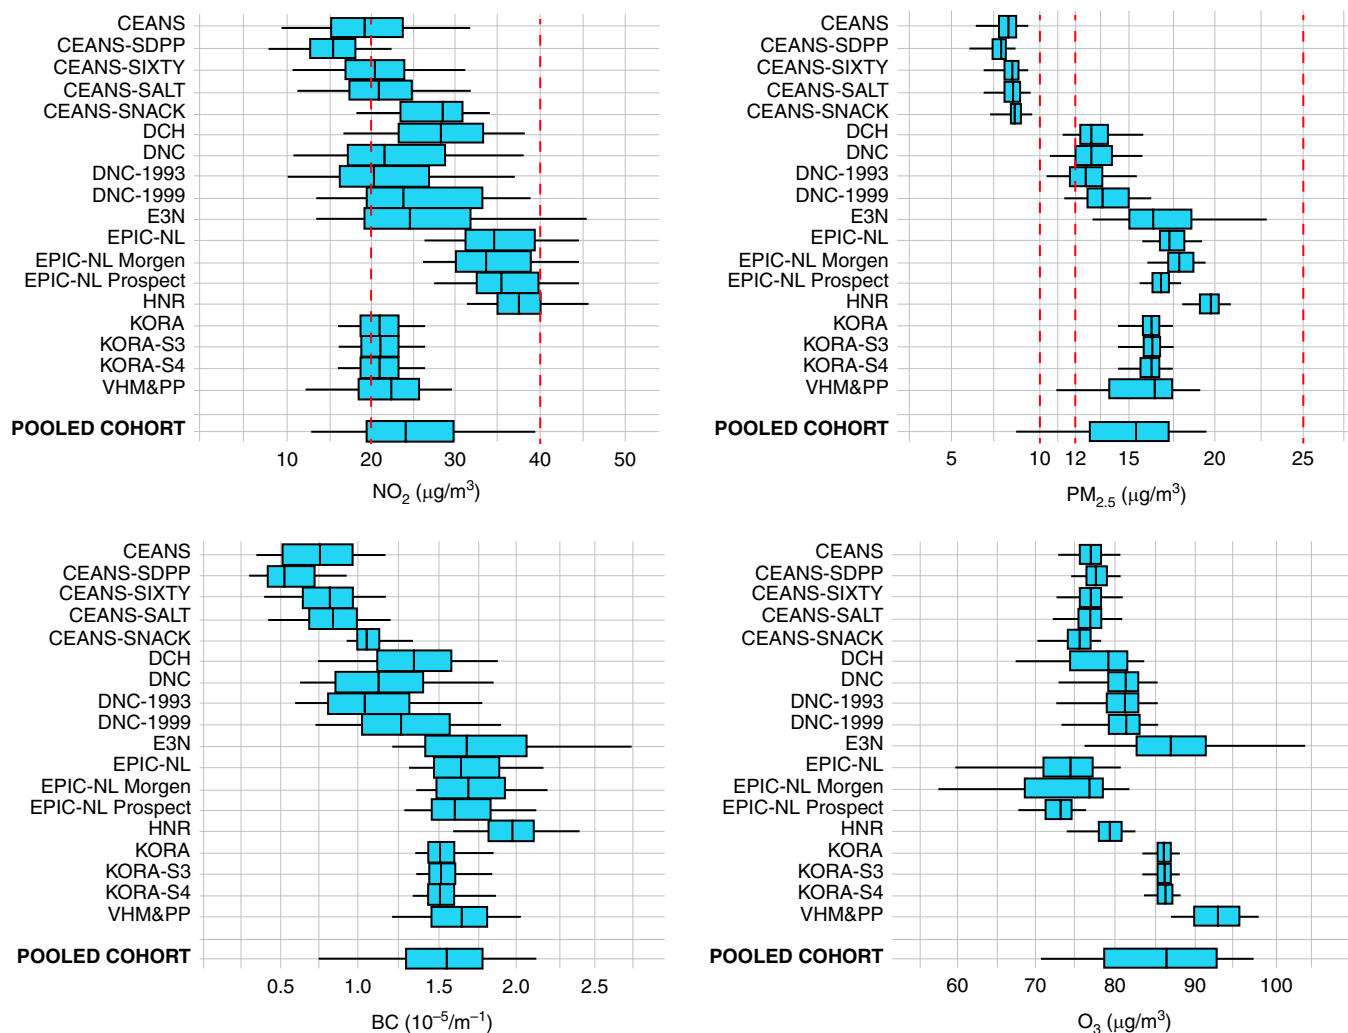 CEANS
CEANS-SDPP
CEANS-SIXTY
CEANS-SALT
CEANS-SNACK
DCH
DNC
DNC-1993
DNC-1999
E3N
EPIC-NL
EPIC-NL Morgen
EPIC-NL Prospect
HNR
KORA
KORA-S3
KORA-S4
VHM&PP
POOLED COHORT
10 20 30 40 50
NO2 (μg/m3)
CEANS
CEANS-SDPP
CEANS-SIXTY
CEANS-SALT
CEANS-SNACK
DCH
DNC
DNC-1993
DNC-1999
E3N
EPIC-NL
EPIC-NL Morgen
EPIC-NL Prospect
HNR
KORA
KORA-S3
KORA-S4
VHM&PP
POOLED COHORT
5 10 12 15 20 25
PM2.5 (μg/m3)
CEANS
CEANS-SDPP
CEANS-SIXTY
CEANS-SALT
CEANS-SNACK
DCH
DNC
DNC-1993
DNC-1999
E3N
EPIC-NL
EPIC-NL Morgen
EPIC-NL Prospect
HNR
KORA
KORA-S3
KORA-S4
VHM&PP
POOLED COHORT
0.5 1.0 1.5 2.0 2.5
BC (10−5/m−1)
CEANS
CEANS-SDPP
CEANS-SIXTY
CEANS-SALT
CEANS-SNACK
DCH
DNC
DNC-1993
DNC-1999
E3N
EPIC-NL
EPIC-NL Morgen
EPIC-NL Prospect
HNR
KORA
KORA-S3
KORA-S4
VHM&PP
POOLED COHORT
60 70 80 90 100
O3 (μg/m3)